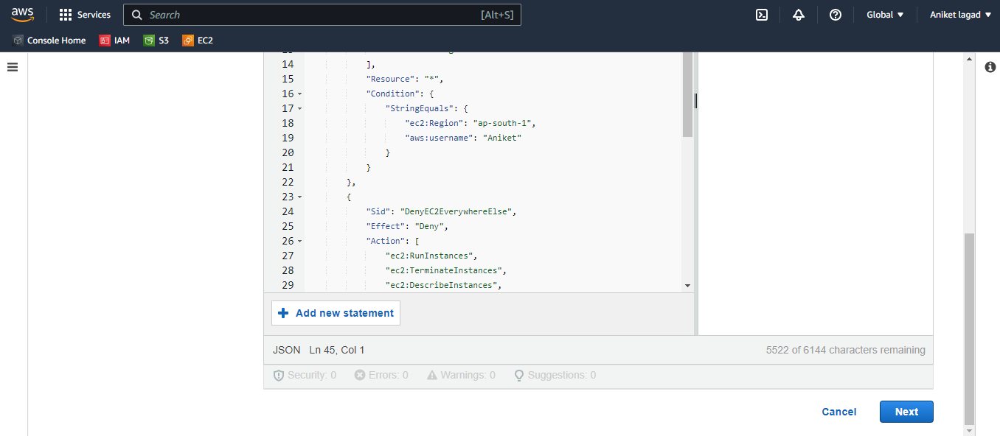 aws Services Search [Alt+S] Global Aniket lagad
Console Home IAM S3 EC2
14 ],
15 "Resource": "*",
16 "Condition": {
17 "StringEquals": {
18 "ec2:Region": "ap-south-1",
19 "aws:username": "Aniket"
20 }
21 }
22 },
23 {
24 "Sid": "DenyEC2EverywhereElse",
25 "Effect": "Deny",
26 "Action": [
27 "ec2:RunInstances",
28 "ec2:TerminateInstances",
29 "ec2:DescribeInstances",
+ Add new statement
JSON Ln 45, Col 1 5522 of 6144 characters remaining
Security: 0 Errors: 0 Warnings: 0 Suggestions: 0
Cancel Next